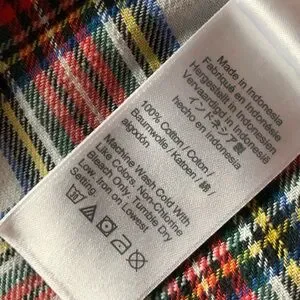 Made in Indonesia
Fabriqué en Indonésie
Hergestellt in Indonesien
Vervaardigd in Indonesië
hecho en Indonesia
インドネシア製
100% Cotton / Coton /
Baumwolle / Katoen / 綿 /
algodón
Machine Wash Cold With
Like Colors. Non-Chlorine
Bleach Only. Tumble Dry
Low. Iron on Lowest
Setting